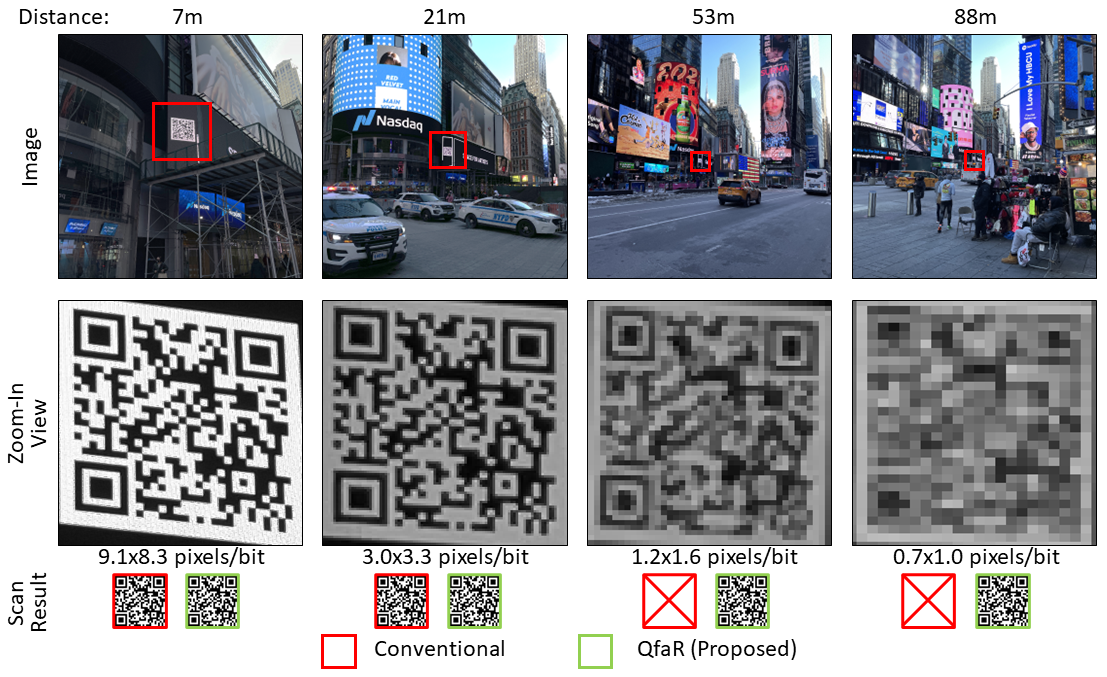 Distance: 7m 21m 53m 88m
Image
RED
VELVET
MAIN
VOCAL
Nasdaq
I Love My HBCU
Zoom-In
View
9.1x8.3 pixels/bit 3.0x3.3 pixels/bit 1.2x1.6 pixels/bit 0.7x1.0 pixels/bit
Scan
Result
Conventional QfaR (Proposed)